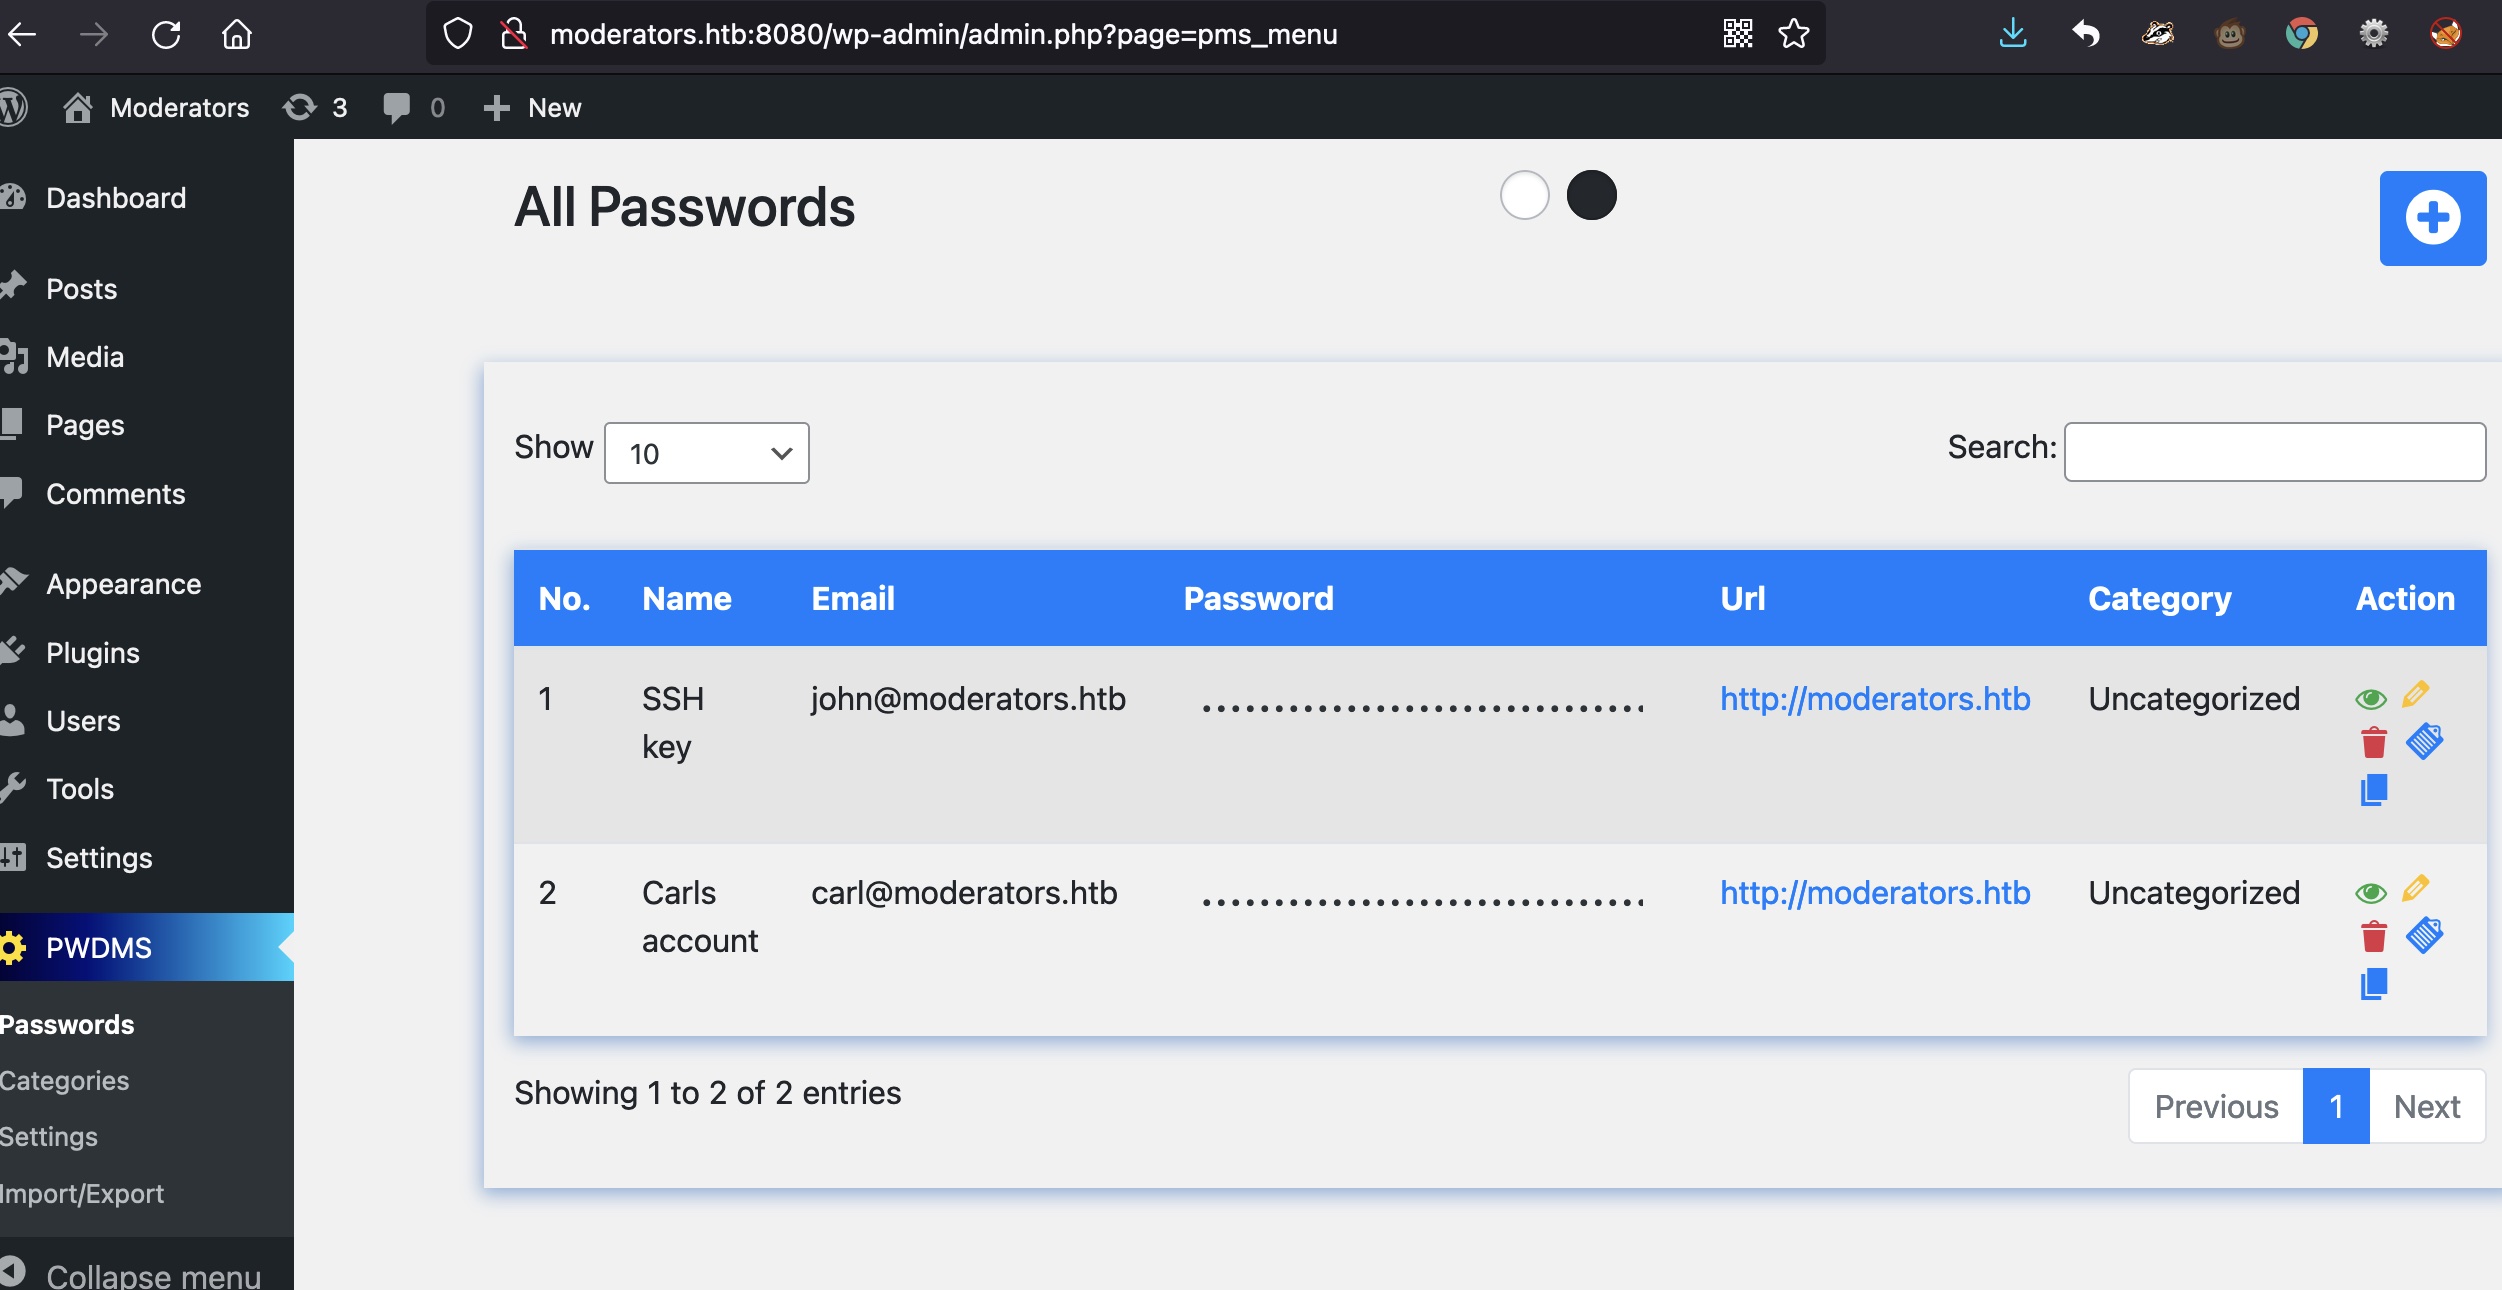 moderators.htb:8080/wp-admin/admin.php?page=pms_menu
Moderators 3 0 New
Dashboard
Posts
Media
Pages
Comments
Appearance
Plugins
Users
Tools
Settings
PWDMS
Passwords
Categories
Settings
Import/Export
Collapse menu
All Passwords
Show 10
Search:
No. Name Email Password Url Category Action
1 SSH john@moderators.htb ............................... http://moderators.htb Uncategorized
key
2 Carls carl@moderators.htb ............................... http://moderators.htb Uncategorized
account
Showing 1 to 2 of 2 entries
Previous 1 Next